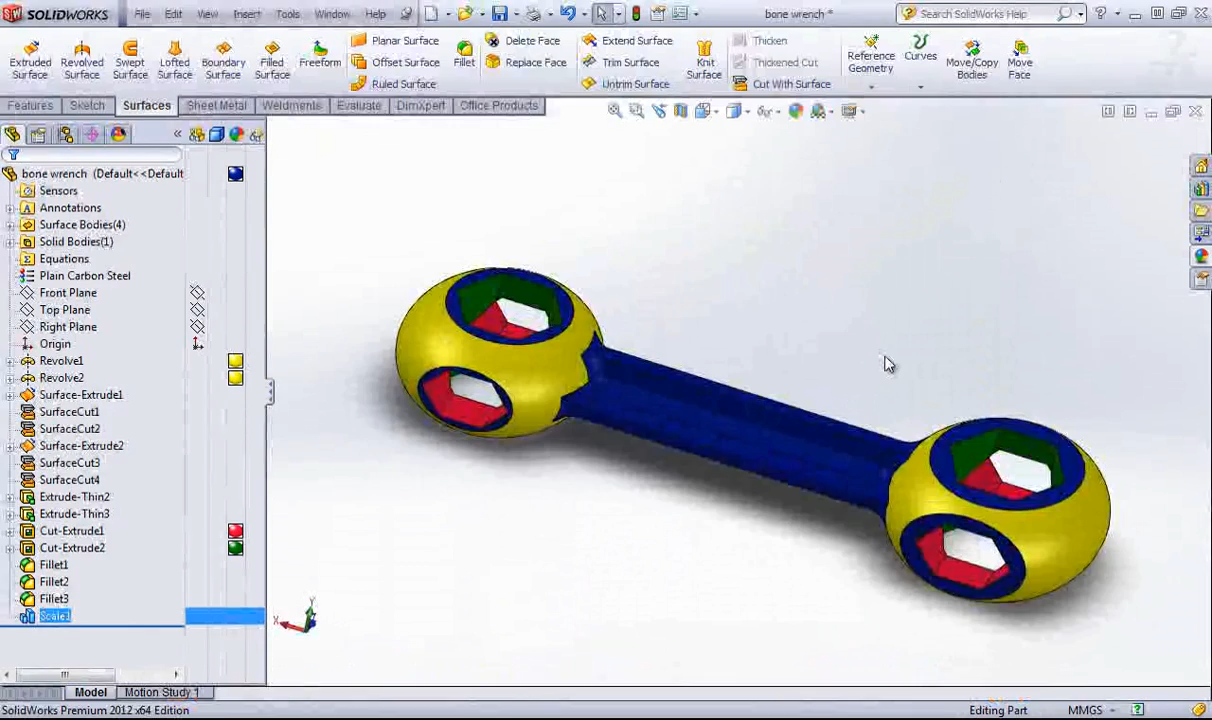 SOLIDWORKS File Edit View Insert Tools Window Help bone wrench * Search SolidWorks Help
Extruded Surface Revolved Surface Swept Surface Lofted Surface Boundary Surface Filled Surface Freeform Planar Surface Offset Surface Ruled Surface Fillet Delete Face Replace Face Extend Surface Trim Surface Untrim Surface Knit Surface Thicken Thickened Cut Cut With Surface Reference Geometry Curves Move/Copy Bodies Move Face
Features Sketch Surfaces Sheet Metal Weldments Evaluate DimXpert Office Products
bone wrench (Default<<Default
Sensors
Annotations
Surface Bodies(4)
Solid Bodies(1)
Equations
Plain Carbon Steel
Front Plane
Top Plane
Right Plane
Origin
Revolve1
Revolve2
Surface-Extrude1
SurfaceCut1
SurfaceCut2
Surface-Extrude2
SurfaceCut3
SurfaceCut4
Extrude-Thin2
Extrude-Thin3
Cut-Extrude1
Cut-Extrude2
Fillet1
Fillet2
Fillet3
Scale1
Y
X
Model Motion Study 1
SolidWorks Premium 2012 x64 Edition Editing Part MMGS